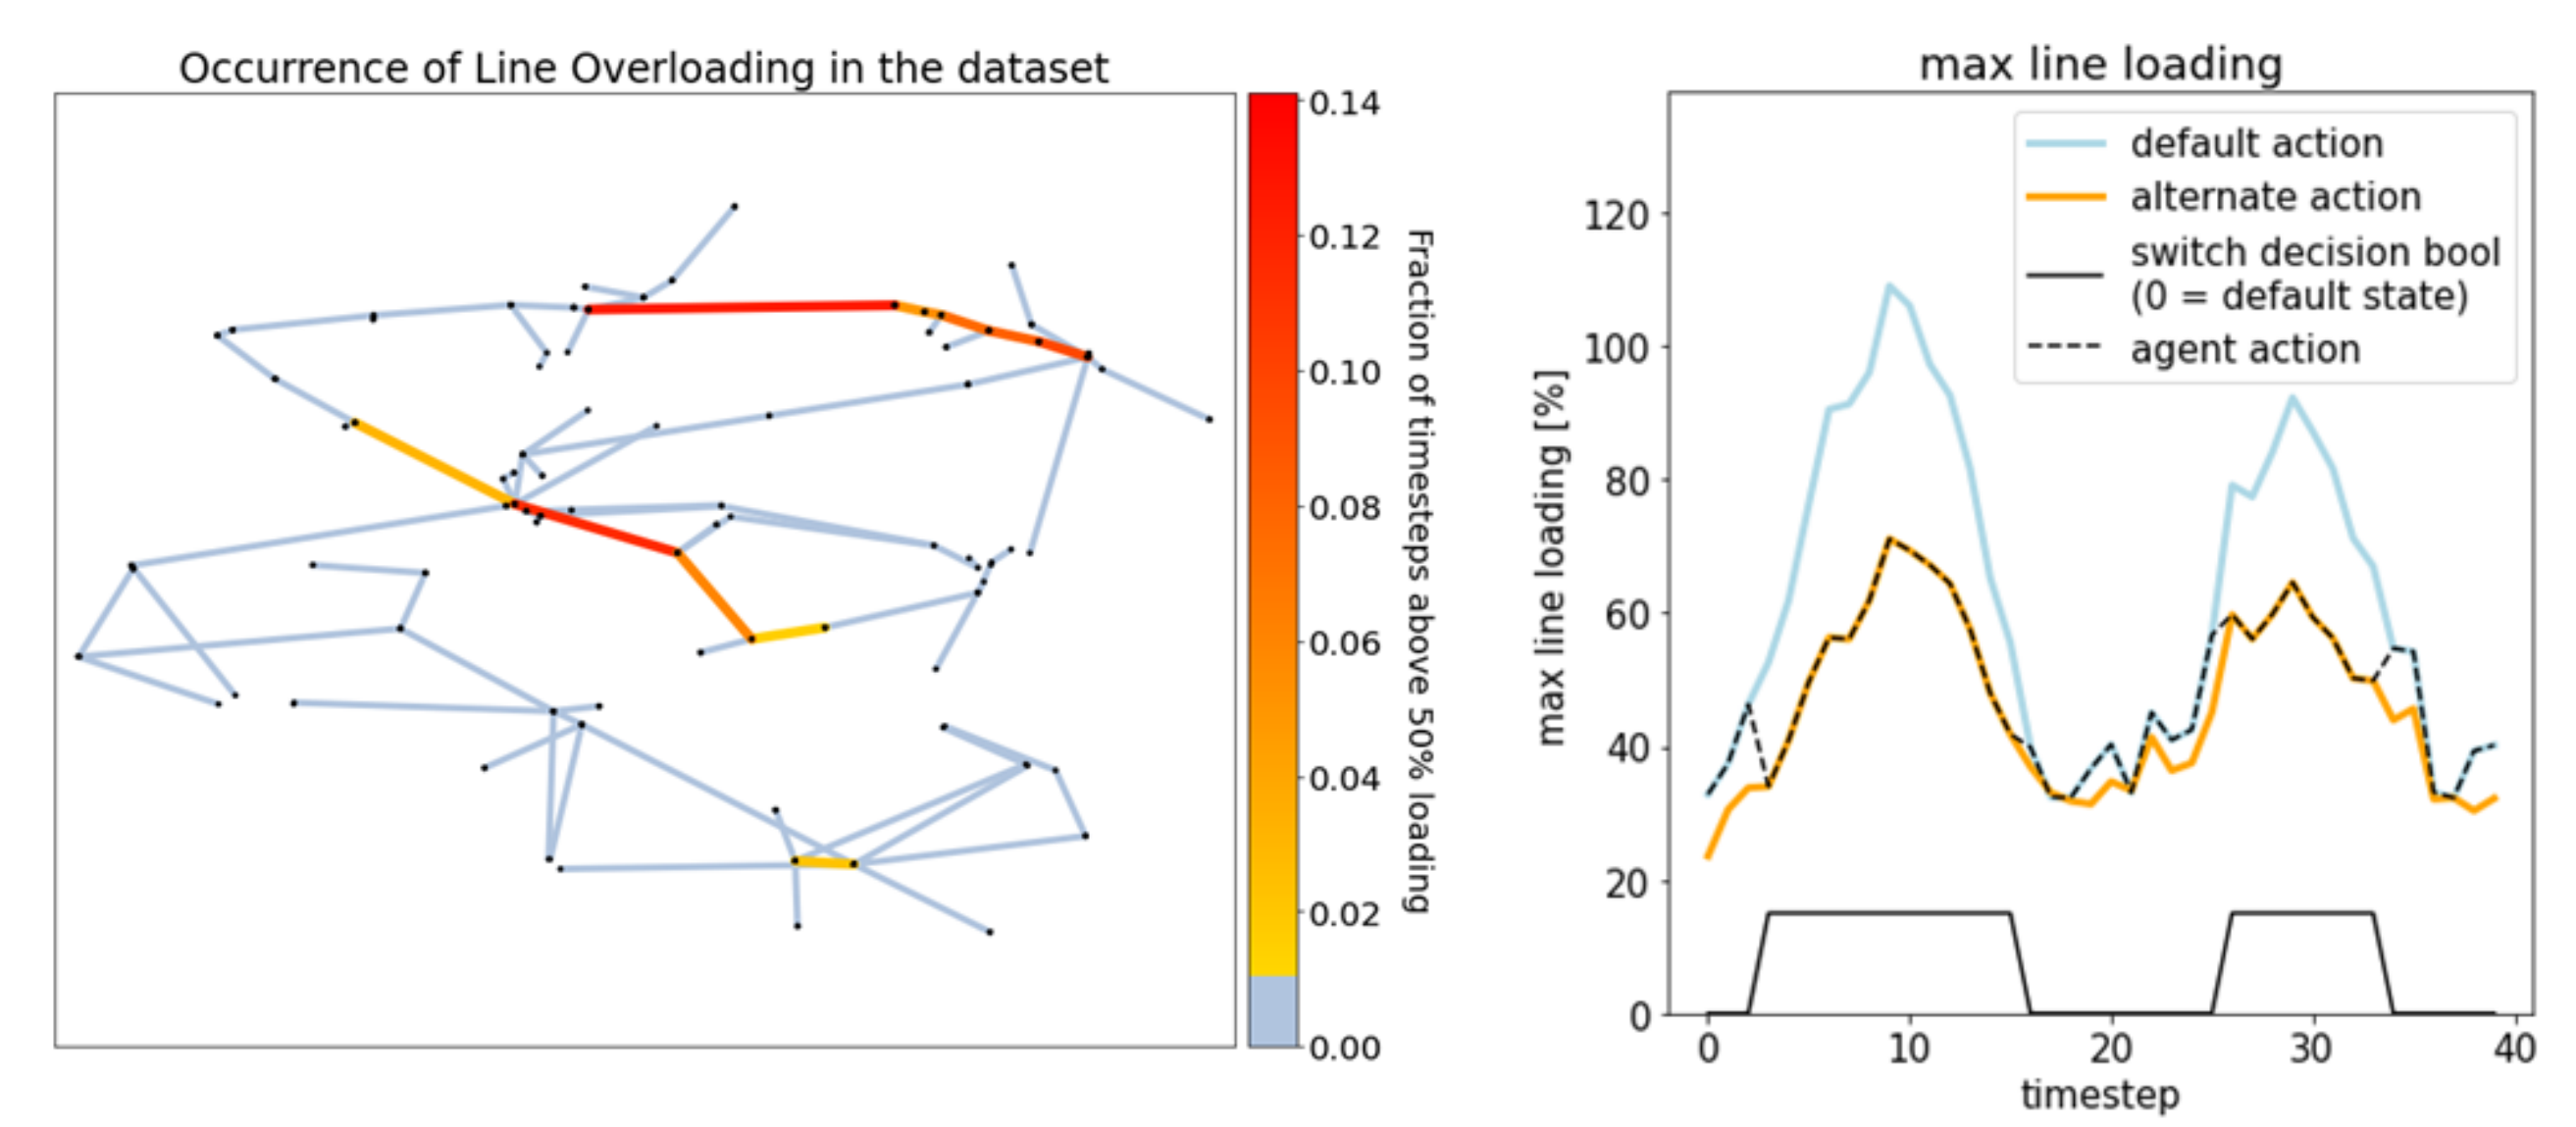 Occurrence of Line Overloading in the dataset
0.14
0.12
0.10
0.08
0.06
0.04
0.02
0.00
Fraction of timesteps above 50% loading
max line loading
default action
alternate action
switch decision bool
(0 = default state)
agent action
max line loading [%]
120
100
80
60
40
20
0
0 10 20 30 40
timestep